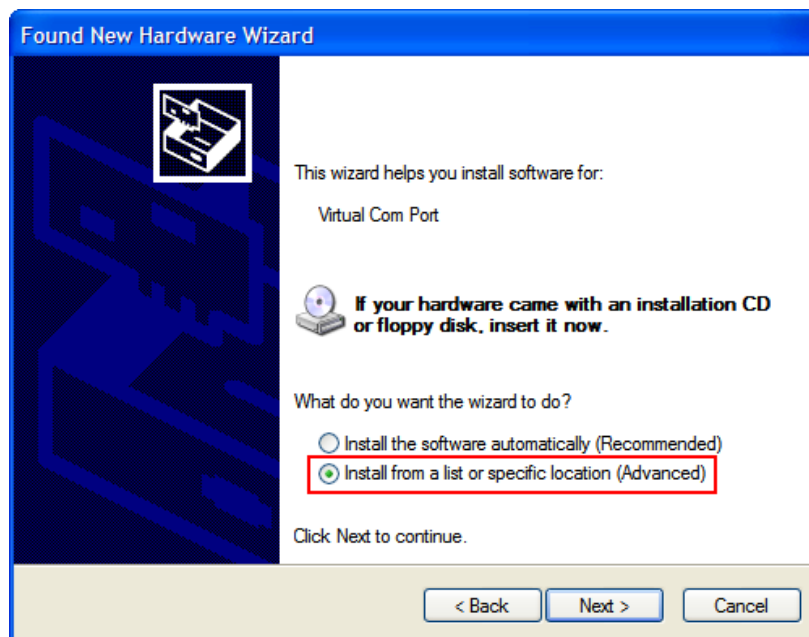 Found New Hardware Wizard
This wizard helps you install software for:
Virtual Com Port
If your hardware came with an installation CD
or floppy disk, insert it now.
What do you want the wizard to do?
Install the software automatically (Recommended)
Install from a list or specific location (Advanced)
Click Next to continue.
< Back Next > Cancel